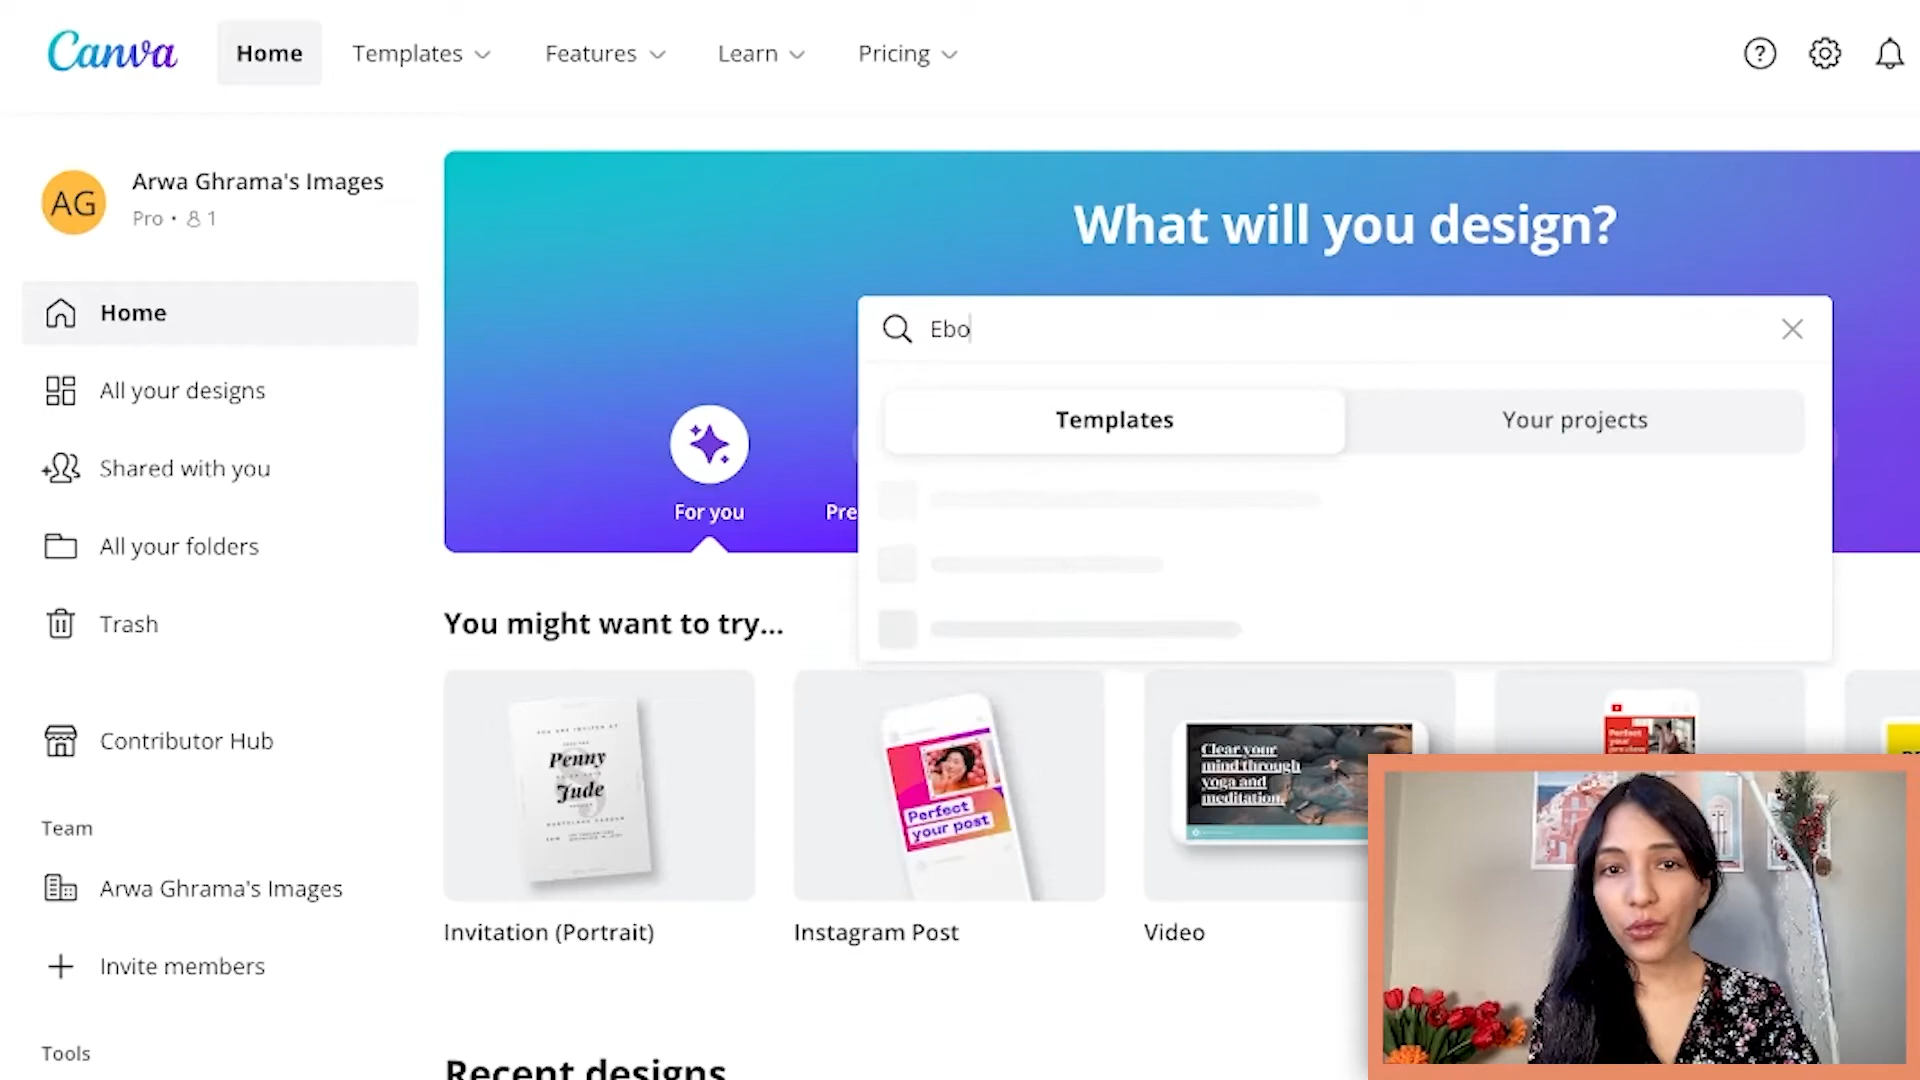 Canva
Home
Templates
Features
Learn
Pricing
AG
Arwa Ghrama's Images
Pro • 1
Home
All your designs
Shared with you
All your folders
Trash
Contributor Hub
Team
Arwa Ghrama's Images
Invite members
Tools
What will you design?
Ebo
Templates
Your projects
For you
Pre
You might want to try...
Penny
Jude
Perfect
your post
Clear your
mind through
yoga and
meditation.
Perfect
your
Invitation (Portrait)
Instagram Post
Video
Recent designs